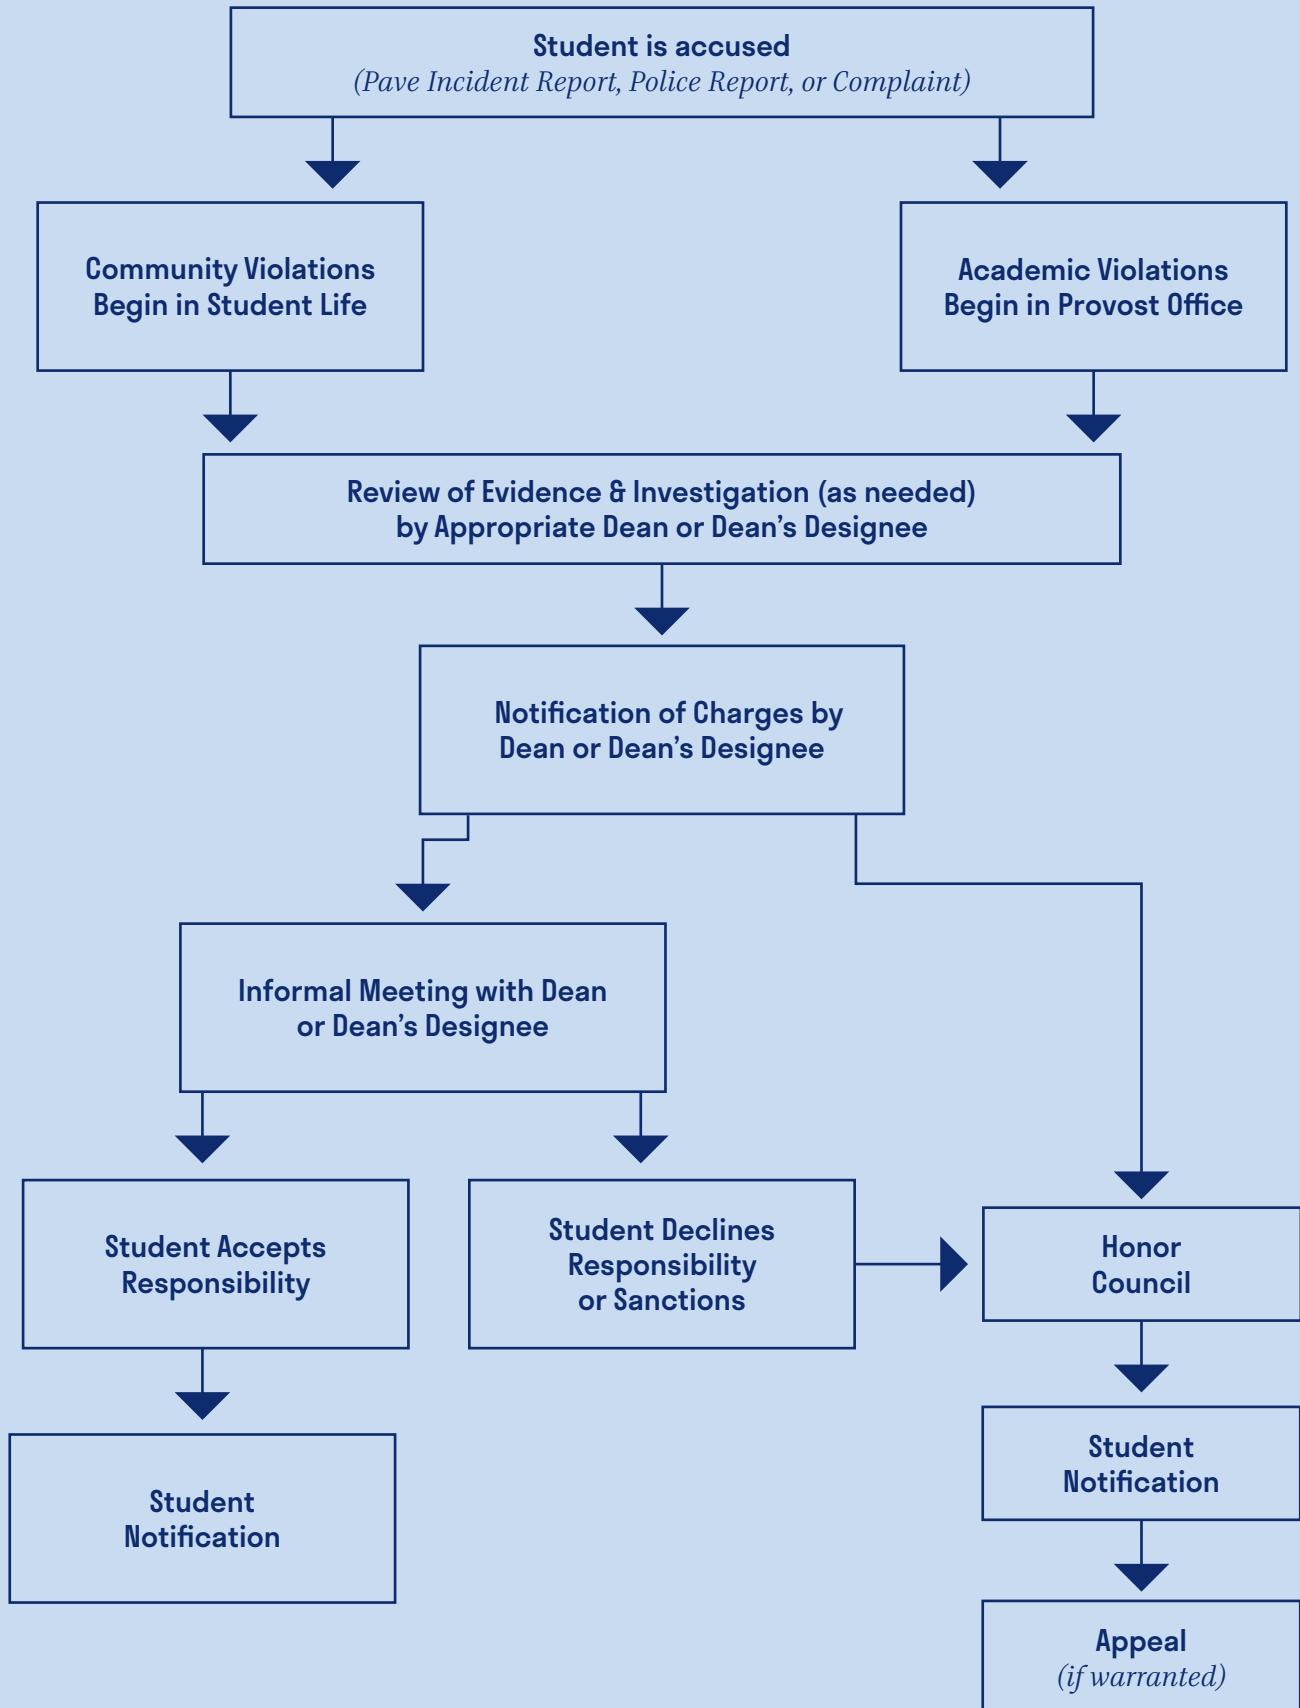 Student is accused
(Pave Incident Report, Police Report, or Complaint)
Community Violations
Begin in Student Life
Academic Violations
Begin in Provost Office
Review of Evidence & Investigation (as needed)
by Appropriate Dean or Dean’s Designee
Notification of Charges by
Dean or Dean’s Designee
Informal Meeting with Dean
or Dean’s Designee
Student Accepts
Responsibility
Student Declines
Responsibility
or Sanctions
Honor
Council
Student
Notification
Student
Notification
Appeal
(if warranted)